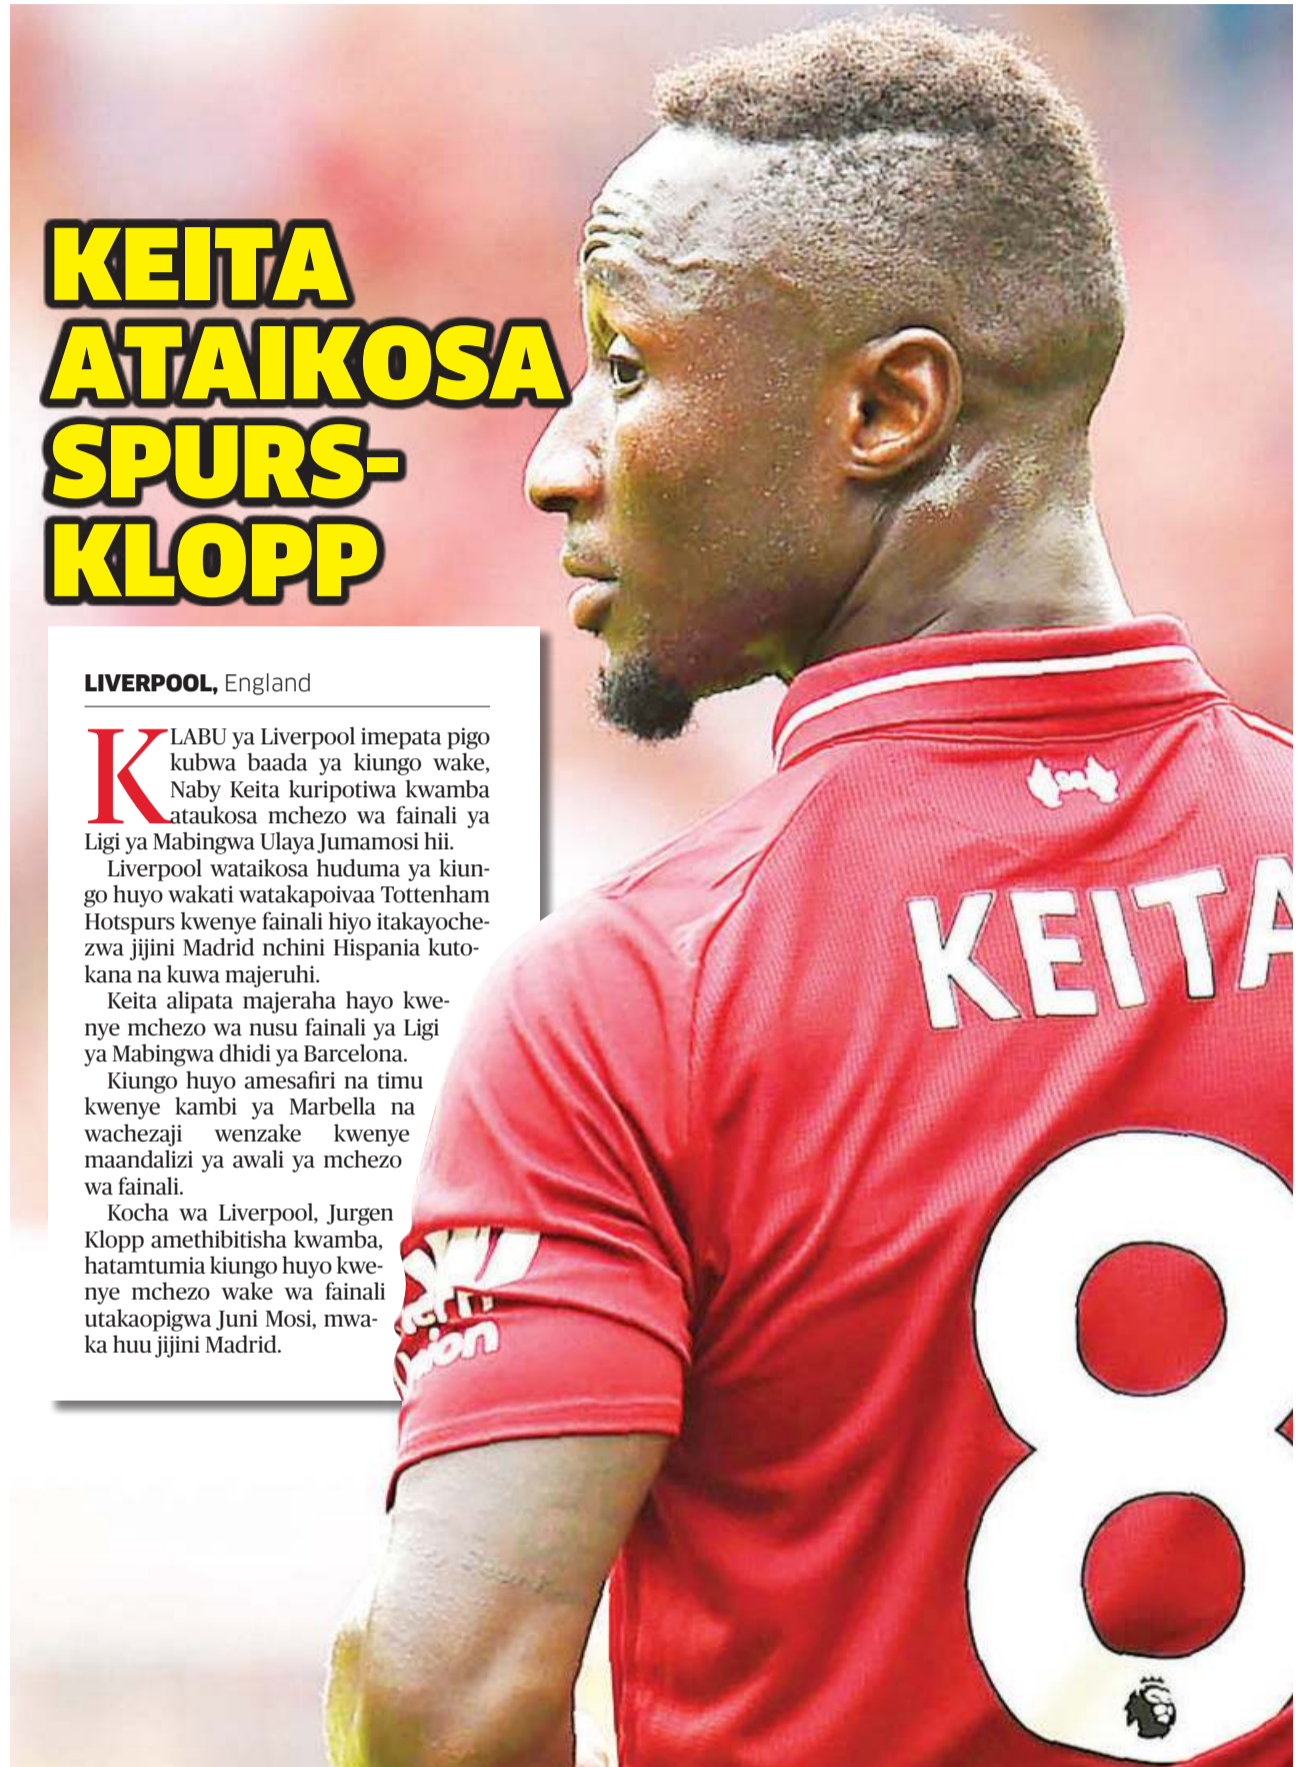 KEITA
ATAIKOSA
SPURS-
KLOPP
LIVERPOOL, England
KLABU ya Liverpool imepata pigo
kubwa baada ya kiungo wake,
Naby Keita kuripotiwa kwamba
ataukosa mchezo wa fainali ya
Ligi ya Mabingwa Ulaya Jumamosi hii.
Liverpool wataikosa huduma ya kiun-
go huyo wakati watakapoivaa Tottenham
Hotspurs kwenye fainali hiyo itakayoche-
zwa jijini Madrid nchini Hispania kuto-
kana na kuwa majeruhi.
Keita alipata majeraha hayo kwe-
nye mchezo wa nusu fainali ya Ligi
ya Mabingwa dhidi ya Barcelona.
Kiungo huyo amesafiri na timu
kwenye kambi ya Marbella na
wachezaji wenzake kwenye
maandalizi ya awali ya mchezo
wa fainali.
Kocha wa Liverpool, Jurgen
Klopp amethibitisha kwamba,
hatamtumia kiungo huyo kwe-
nye mchezo wake wa fainali
utakaopigwa Juni Mosi, mwa-
ka huu jijini Madrid.
KEITA
8